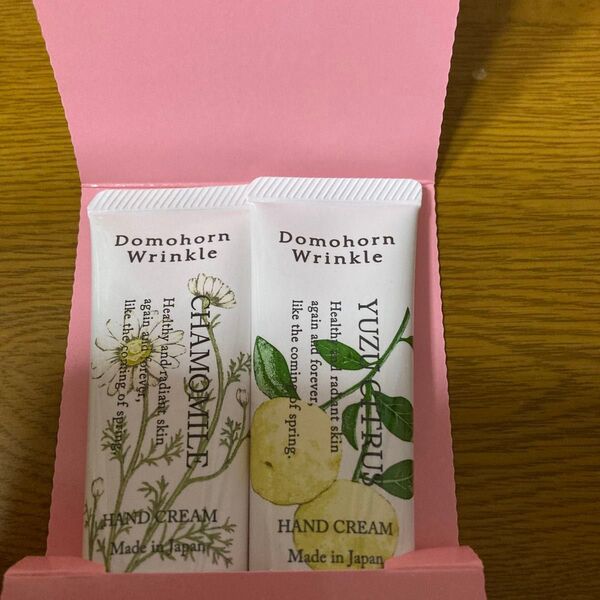 Domohorn
Wrinkle
CHAMOMILE
Healthy and radiant skin
again and forever,
like the coming of spring.
HAND CREAM
Made in Japan
Domohorn
Wrinkle
YUZU CITRUS
Healthy and radiant skin
again and forever,
like the coming of spring.
HAND CREAM
Made in Japan